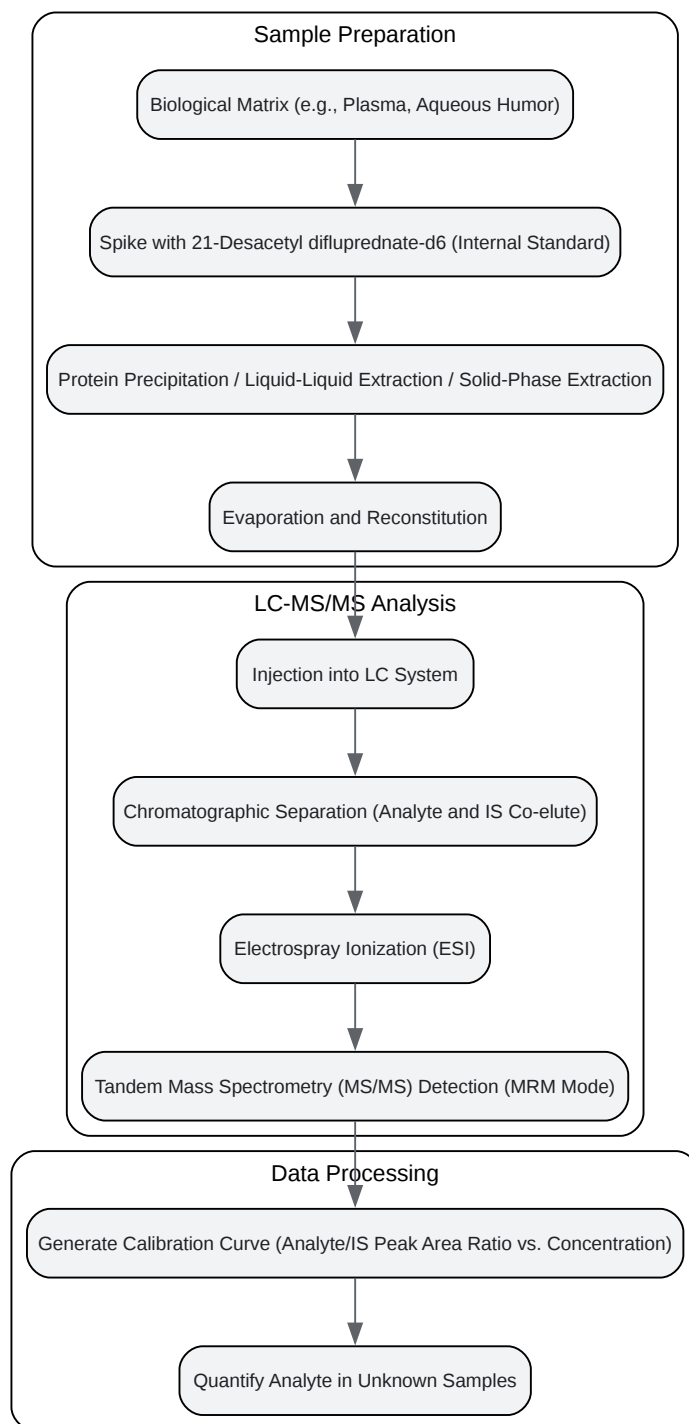 Sample Preparation
Biological Matrix (e.g., Plasma, Aqueous Humor)
Spike with 21-Desacetyl difluprednate-d6 (Internal Standard)
Protein Precipitation / Liquid-Liquid Extraction / Solid-Phase Extraction
Evaporation and Reconstitution
LC-MS/MS Analysis
Injection into LC System
Chromatographic Separation (Analyte and IS Co-elute)
Electrospray Ionization (ESI)
Tandem Mass Spectrometry (MS/MS) Detection (MRM Mode)
Data Processing
Generate Calibration Curve (Analyte/IS Peak Area Ratio vs. Concentration)
Quantify Analyte in Unknown Samples